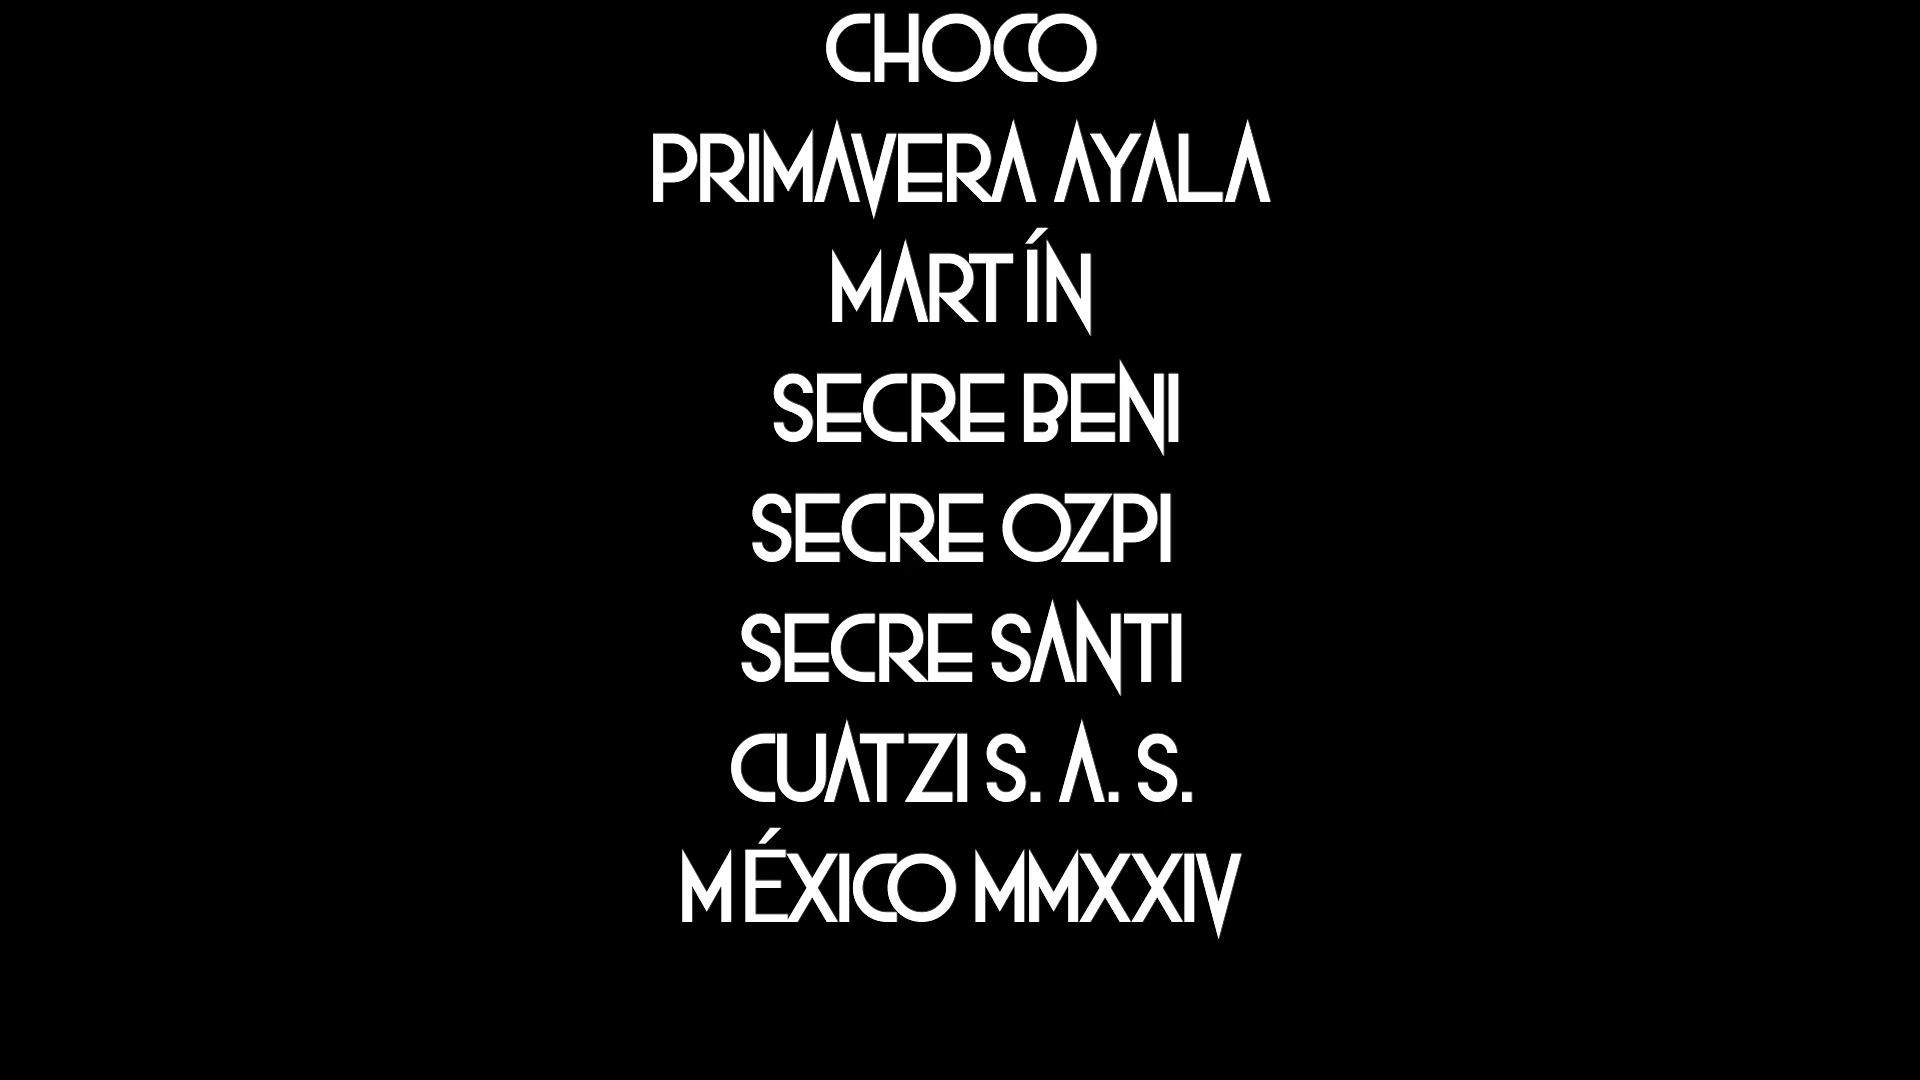 CHOCO
PRIMAVERA AYALA
MARTÍN
SECRE BENI
SECRE OZPI
SECRE SANTI
CUATZI S. A. S.
MÉXICO MMXXIV